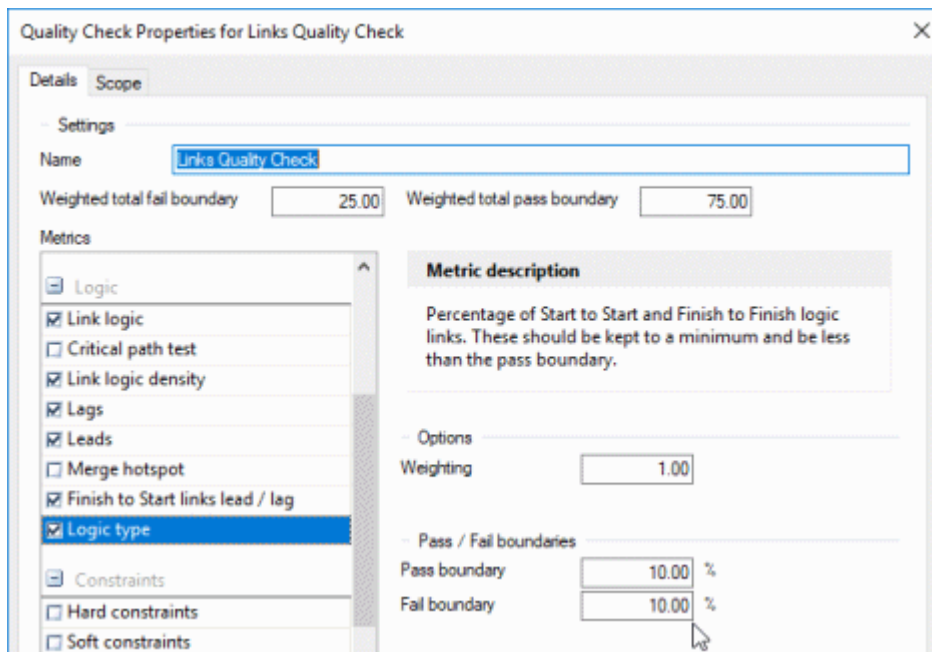 Quality Check Properties for Links Quality Check
Details Scope
Settings
Name Links Quality Check
Weighted total fail boundary 25.00 Weighted total pass boundary 75.00
Metrics
Logic
Link logic
Critical path test
Link logic density
Lags
Leads
Merge hotspot
Finish to Start links lead / lag
Logic type
Constraints
Hard constraints
Soft constraints
Metric description
Percentage of Start to Start and Finish to Finish logic
links. These should be kept to a minimum and be less
than the pass boundary.
Options
Weighting 1.00
Pass / Fail boundaries
Pass boundary 10.00 %
Fail boundary 10.00 %